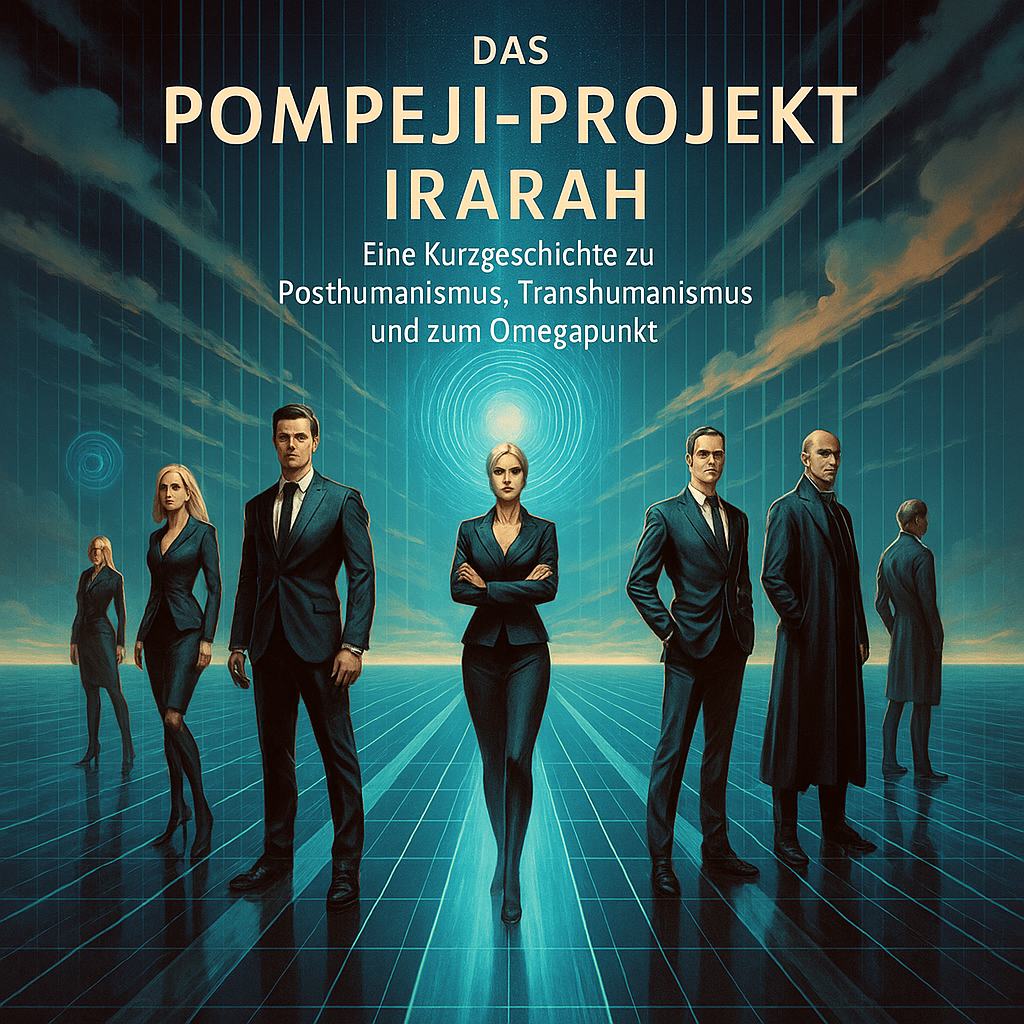 DAS
POMPEJI-PROJEKT
IRARAH
Eine Kurzgeschichte zu
Posthumanismus, Transhumanismus
und zum Omegapunkt